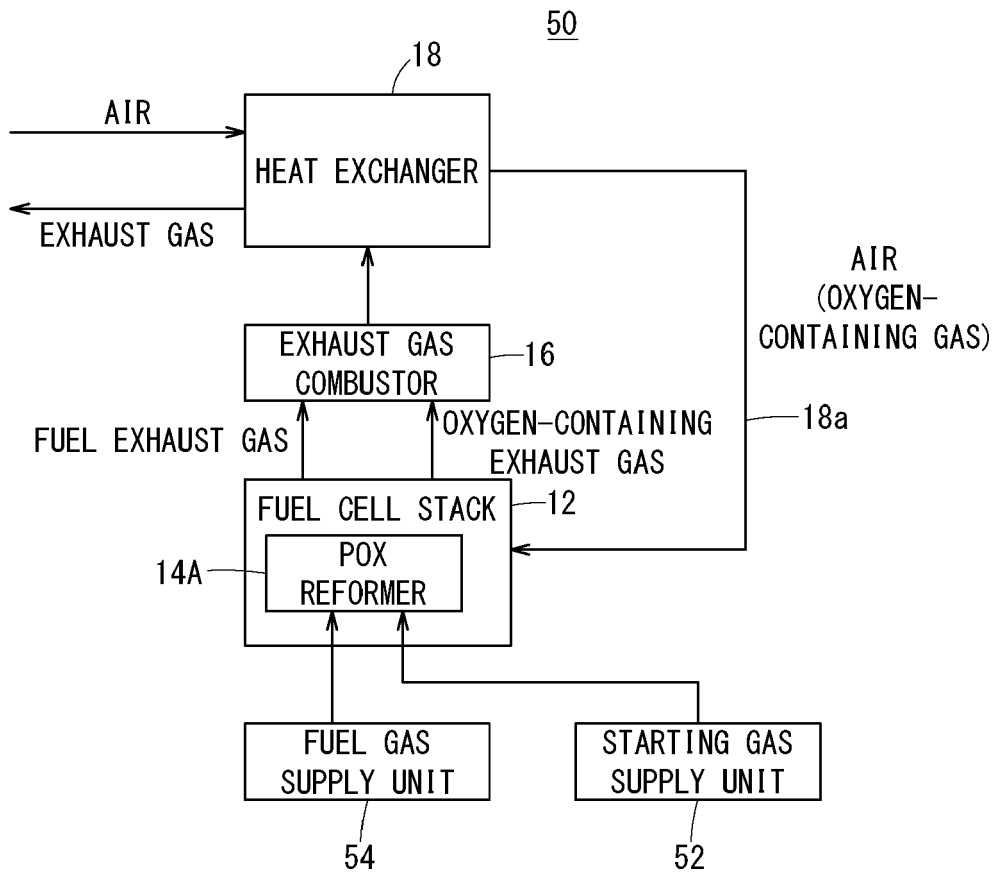 50
18
AIR
HEAT EXCHANGER
EXHAUST GAS
AIR
(OXYGEN-
CONTAINING GAS)
EXHAUST GAS
COMBUSTOR
16
18a
FUEL EXHAUST GAS
OXYGEN-CONTAINING
EXHAUST GAS
FUEL CELL STACK
12
POX
REFORMER
14A
FUEL GAS
SUPPLY UNIT
STARTING GAS
SUPPLY UNIT
54
52